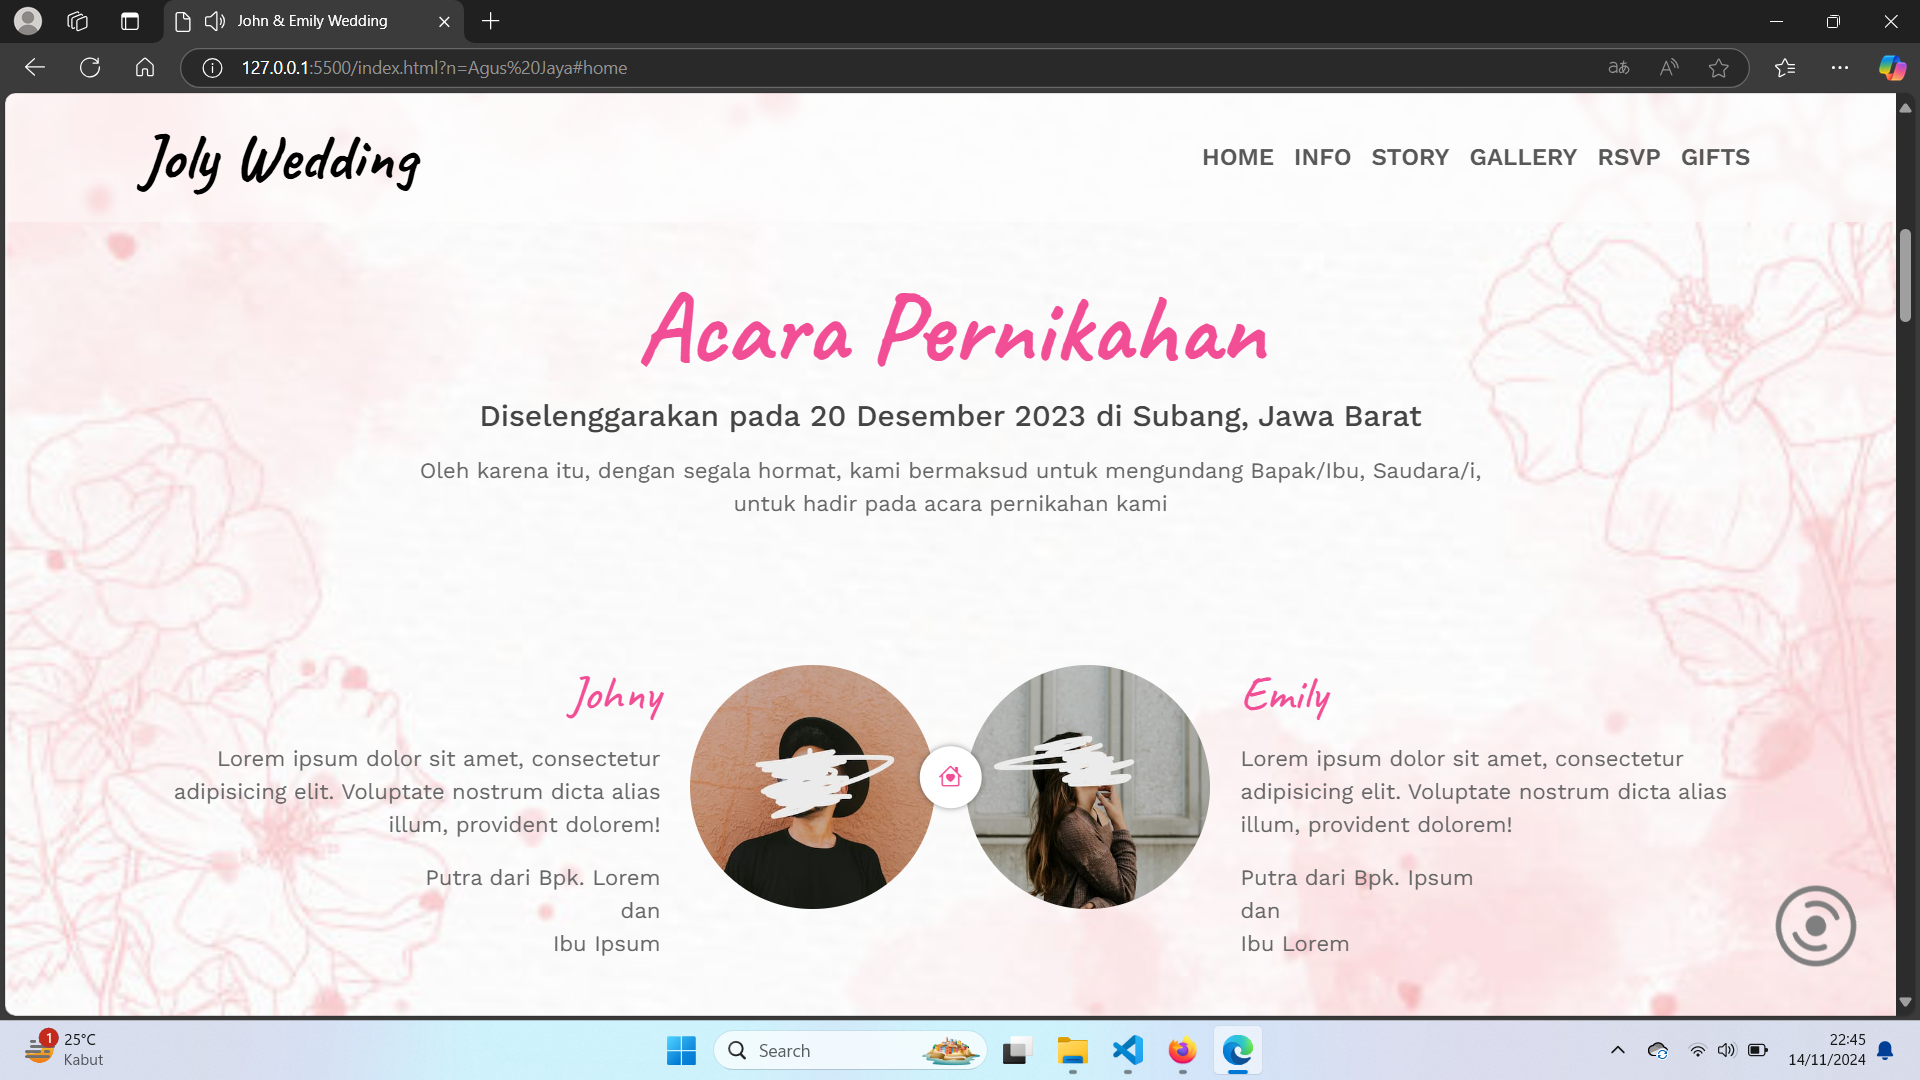 John & Emily Wedding
127.0.0.1:5500/index.html?n=Agus%20Jaya#home
Joly Wedding
HOME INFO STORY GALLERY RSVP GIFTS
Acara Pernikahan
Diselenggarakan pada 20 Desember 2023 di Subang, Jawa Barat
Oleh karena itu, dengan segala hormat, kami bermaksud untuk mengundang Bapak/Ibu, Saudara/i,
untuk hadir pada acara pernikahan kami
Johny
Lorem ipsum dolor sit amet, consectetur
adipisicing elit. Voluptate nostrum dicta alias
illum, provident dolorem!
Putra dari Bpk. Lorem
dan
Ibu Ipsum
Emily
Lorem ipsum dolor sit amet, consectetur
adipisicing elit. Voluptate nostrum dicta alias
illum, provident dolorem!
Putra dari Bpk. Ipsum
dan
Ibu Lorem
1
25°C
Kabut
Search
22:45
14/11/2024